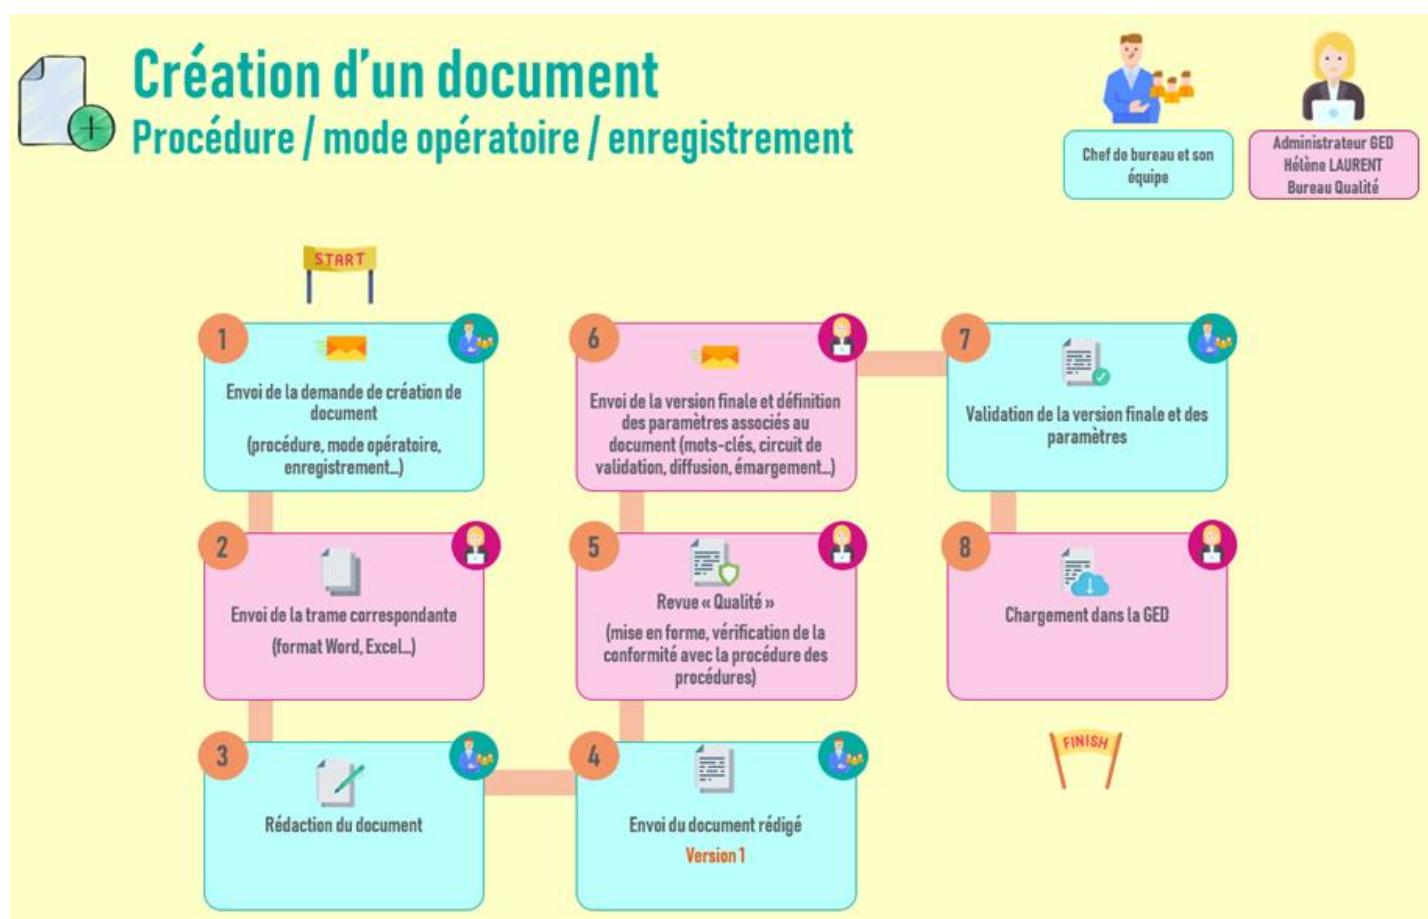 Création d'un document
Procédure / mode opératoire / enregistrement
Chef de bureau et son
équipe
Administrateur GED
Hélène LAURENT
Bureau Qualité
START
1
Envoi de la demande de création de
document
(procédure, mode opératoire,
enregistrement...)
2
Envoi de la trame correspondante
(format Word, Excel...)
3
Rédaction du document
4
Envoi du document rédigé
Version 1
5
Revue « Qualité »
(mise en forme, vérification de la
conformité avec la procédure des
procédures)
6
Envoi de la version finale et définition
des paramètres associés au
document (mots-clés, circuit de
validation, diffusion, émargement...)
7
Validation de la version finale et des
paramètres
8
Chargement dans la GED
FINISH